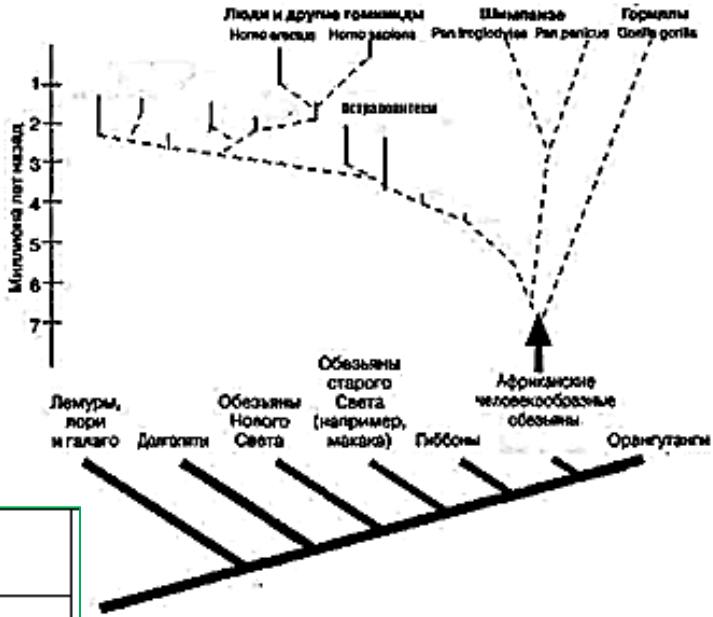 Люди и другие гоминиды
Homo erectus Homo sapiens
Шимпанзе
Pan troglodytes Pan paniscus
Гориллы
Gorilla gorilla
Миллионы лет назад
1
2
3
4
5
6
7
Лемуры,
лори
и галаго
Долгопяты
Обезьяны
Нового
Света
Обезьяны
старого
Света
(например,
макака)
Гиббоны
Африканские
человекообразные
обезьяны
Орангутанги